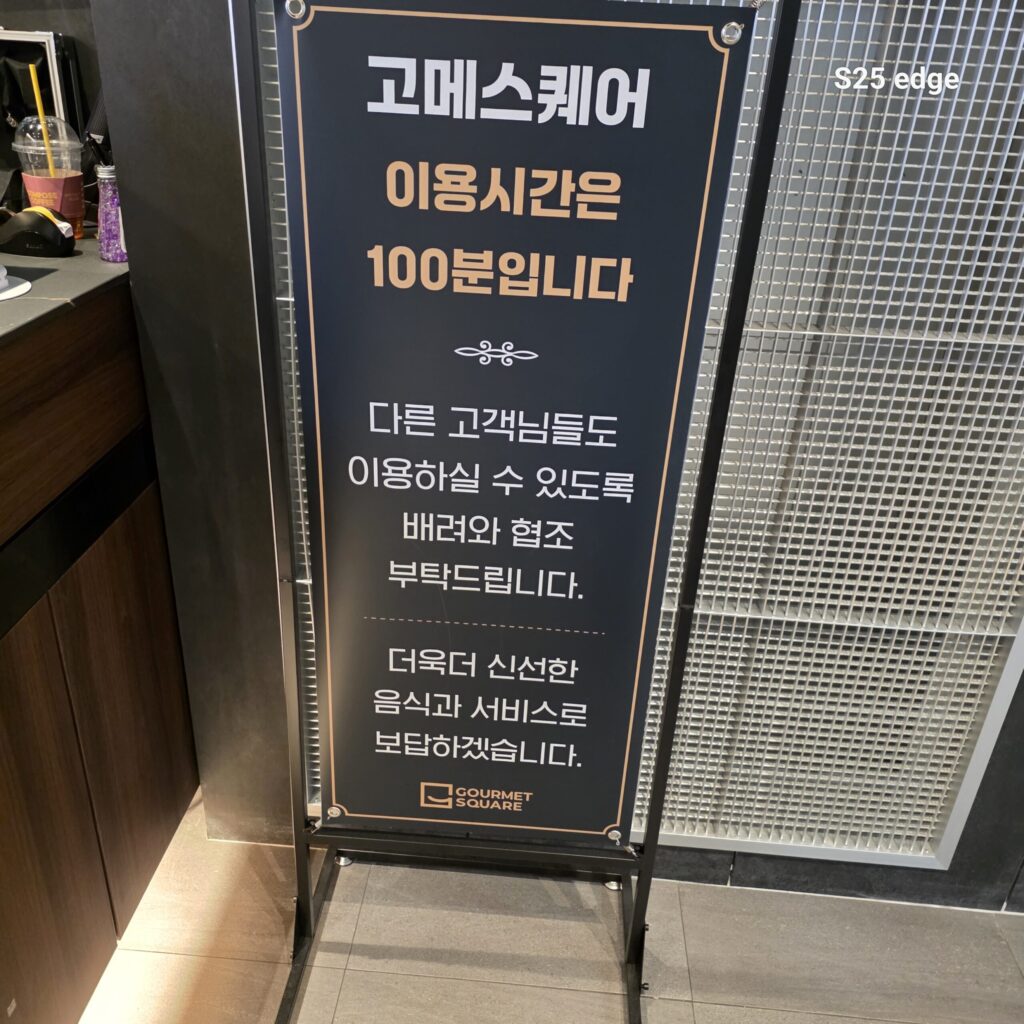 S25 edge
고메스퀘어
이용시간은
100분입니다
다른 고객님들도
이용하실 수 있도록
배려와 협조
부탁드립니다.
더욱더 신선한
음식과 서비스로
보답하겠습니다.
GOURMET
SQUARE
COFFEE